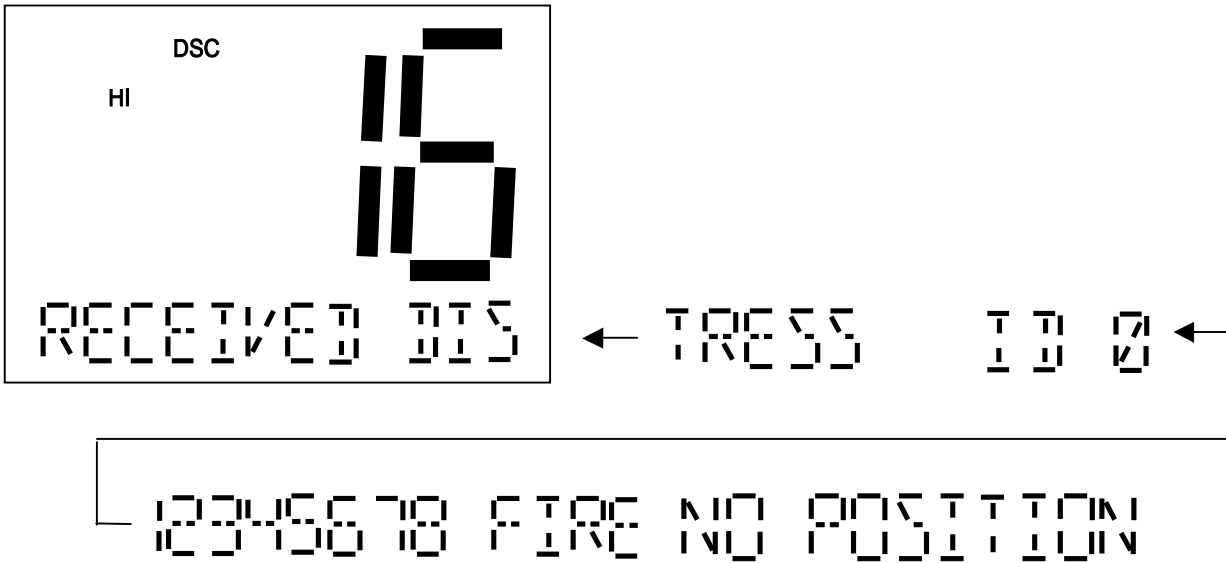 DSC
HI
16
RECEIVED DIS TRESS ID 0
12345678 FIRE NO POSITION